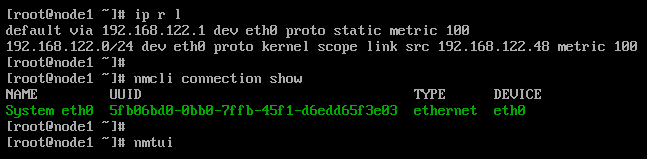 [root@node1 ~]# ip r l
default via 192.168.122.1 dev eth0 proto static metric 100
192.168.122.0/24 dev eth0 proto kernel scope link src 192.168.122.48 metric 100
[root@node1 ~]#
[root@node1 ~]# nmcli connection show
NAME         UUID                                  TYPE      DEVICE
System eth0  5fb06bd0-0bb0-7ffb-45f1-d6edd65f3e03  ethernet  eth0
[root@node1 ~]#
[root@node1 ~]# nmtui